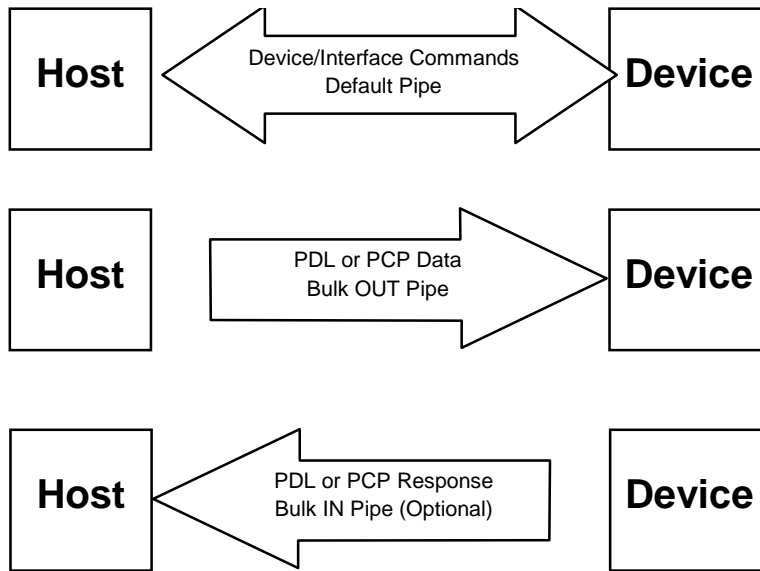 Host
Device/Interface Commands
Default Pipe
Device
Host
PDL or PCP Data
Bulk OUT Pipe
Device
Host
PDL or PCP Response
Bulk IN Pipe (Optional)
Device